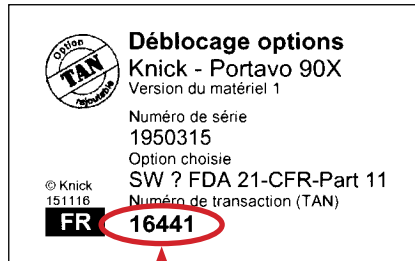 Option
TAN
rajoutable
Déblocage options
Knick - Portavo 90X
Version du matériel 1
Numéro de série
1950315
Option choisie
SW ? FDA 21-CFR-Part 11
Numéro de transaction (TAN)
16441
© Knick
151116
FR